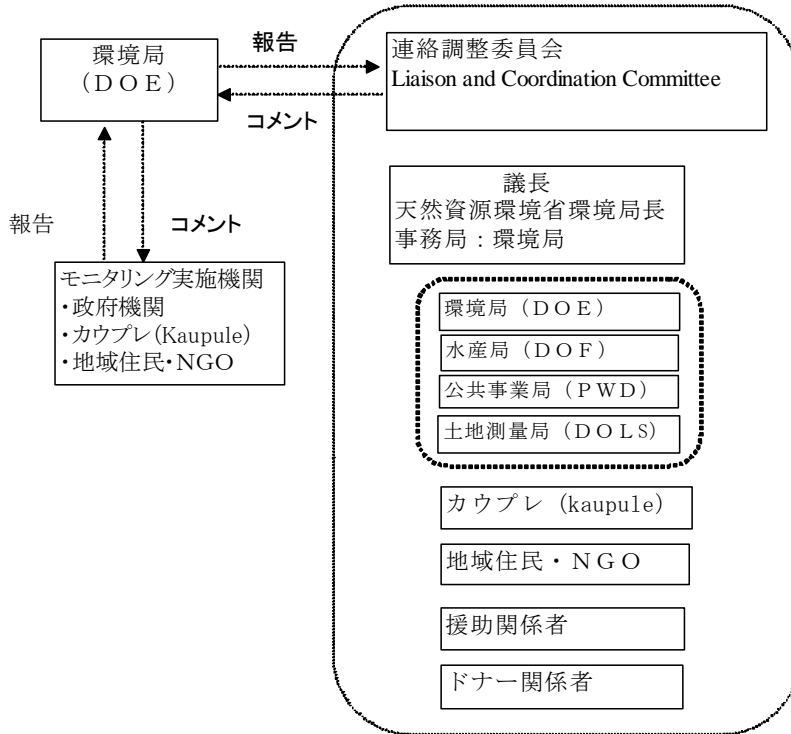 環境局
(ＤＯＥ)
報告
コメント
連絡調整委員会
Liaison and Coordination Committee
報告
コメント
モニタリング実施機関
・政府機関
・カウプレ(Kaupule)
・地域住民・NGO
議長
天然資源環境省環境局長
事務局：環境局
環境局（ＤＯＥ）
水産局（ＤＯＦ）
公共事業局（ＰＷＤ）
土地測量局（ＤＯＬＳ）
カウプレ (kaupule)
地域住民・ＮＧＯ
援助関係者
ドナー関係者